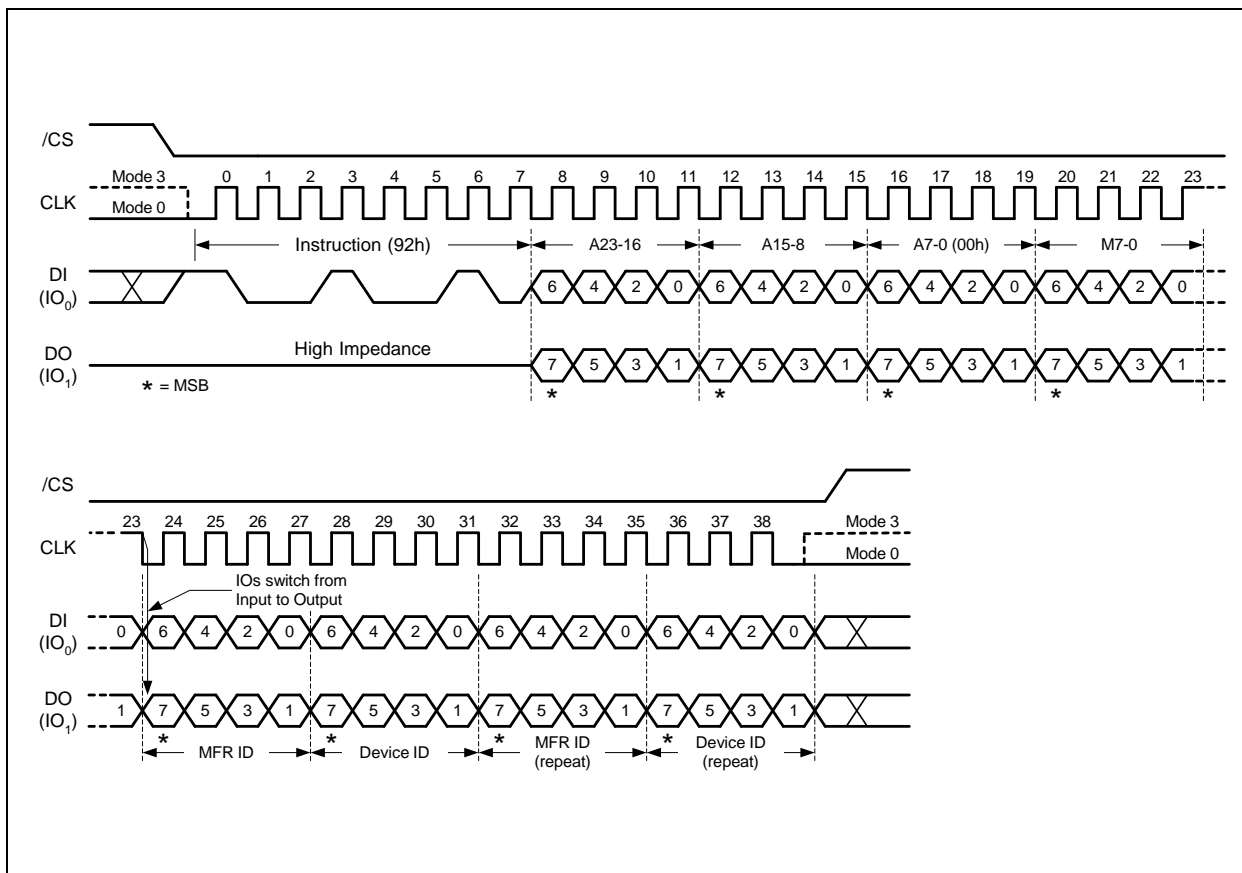 /CS
Mode 3 0 1 2 3 4 5 6 7 8 9 10 11 12 13 14 15 16 17 18 19 20 21 22 23
CLK
Mode 0
Instruction (92h) A23-16 A15-8 A7-0 (00h) M7-0
DI
(IO0) 6 4 2 0 6 4 2 0 6 4 2 0 6 4 2 0
High Impedance
DO
(IO1) 7 5 3 1 7 5 3 1 7 5 3 1 7 5 3 1
* = MSB * * * *
/CS
23 24 25 26 27 28 29 30 31 32 33 34 35 36 37 38 Mode 3
CLK
Mode 0
IOs switch from
Input to Output
DI
(IO0) 0 6 4 2 0 6 4 2 0 6 4 2 0 6 4 2 0
DO
(IO1) 1 7 5 3 1 7 5 3 1 7 5 3 1 7 5 3 1
* * * *
MFR ID Device ID MFR ID
(repeat) Device ID
(repeat)